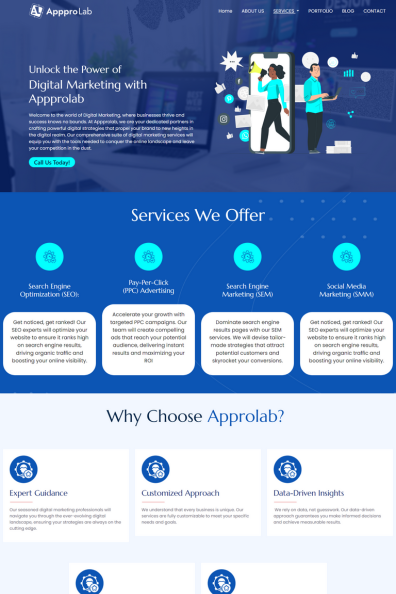 AppproLab
Home ABOUT US SERVICES PORTFOLIO BLOG CONTACT
Unlock the Power of
Digital Marketing with
Appprolab
Welcome to the world of Digital Marketing, where businesses thrive and
success knows no bounds. At Appprolab, we are your dedicated partners in
crafting powerful digital strategies that propel your brand to new heights in
the digital realm. Our comprehensive suite of digital marketing services will
equip you with the tools needed to conquer the online landscape and leave
your competition in the dust.
Call Us Today!
Services We Offer
Search Engine
Optimization (SEO):
Get noticed, get ranked! Our
SEO experts will optimize your
website to ensure it ranks high
on search engine results,
driving organic traffic and
boosting your online visibility.
Pay-Per-Click
(PPC) Advertising
Accelerate your growth with
targeted PPC campaigns. Our
team will create compelling
ads that reach your potential
audience, delivering instant
results and maximizing your
ROI
Search Engine
Marketing (SEM)
Dominate search engine
results pages with our SEM
services. We will devise tailor-
made strategies that attract
potential customers and
skyrocket your conversions.
Social Media
Marketing (SMM)
Get noticed, get ranked! Our
SEO experts will optimize your
website to ensure it ranks high
on search engine results,
driving organic traffic and
boosting your online visibility.
Why Choose Approlab?
Expert Guidance
Our seasoned digital marketing professionals will
navigate you through the ever-evolving digital
landscape, ensuring your strategies are always on the
cutting edge.
Customized Approach
We understand that every business is unique. Our
services are fully customizable to meet your specific
needs and goals.
Data-Driven Insights
We rely on data, not guesswork. Our data-driven
approach guarantees you make informed decisions
and achieve measurable results.